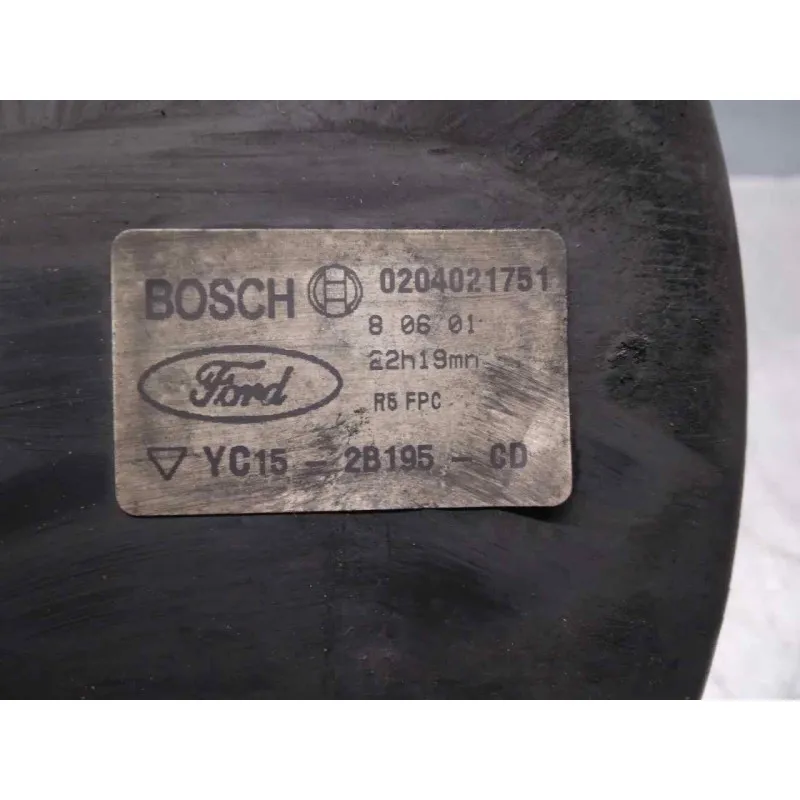 BOSCH 0204021751
8 06 01
22h19mn
Ford
R5 FPC
YC15 - 2B195 - CD